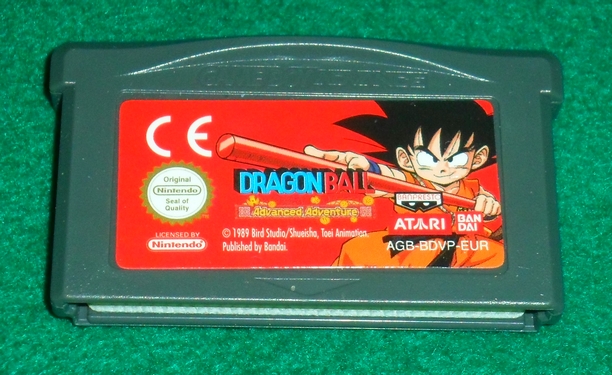 GAME BOY ADVANCE
CE
Original
Nintendo
Seal of
Quality
LICENSED BY
Nintendo
DRAGON BALL
Advanced Adventure
© 1989 Bird Studio/Shueisha, Toei Animation.
Published by Bandai.
BANPRESTO
ATARI
BAN
DAI
AGB-BDVP-EUR